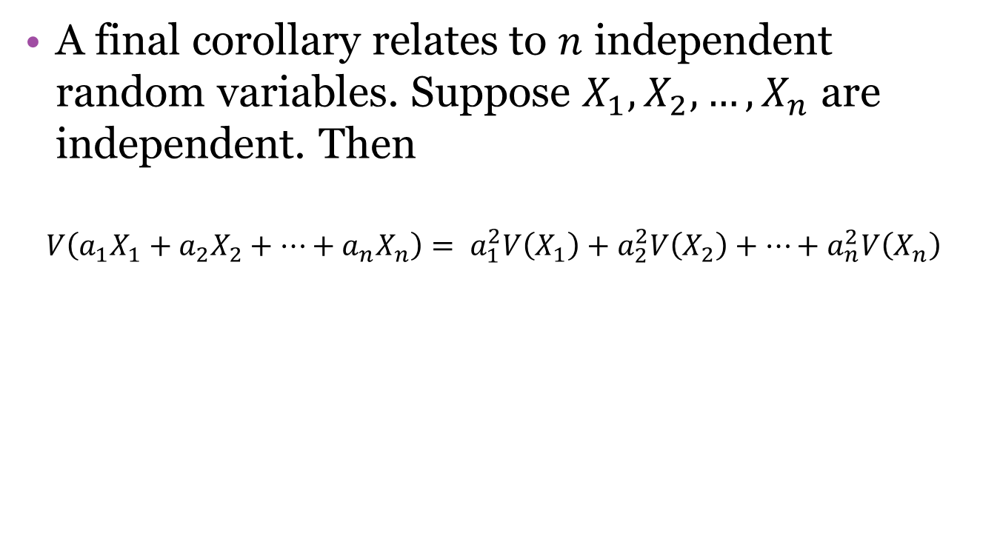 • A final corollary relates to n independent
random variables. Suppose X₁, X₂, … , Xₙ are
independent. Then
V(a₁X₁ + a₂X₂ + ⋯ + aₙXₙ) = a₁²V(X₁) + a₂²V(X₂) + ⋯ + aₙ²V(Xₙ)